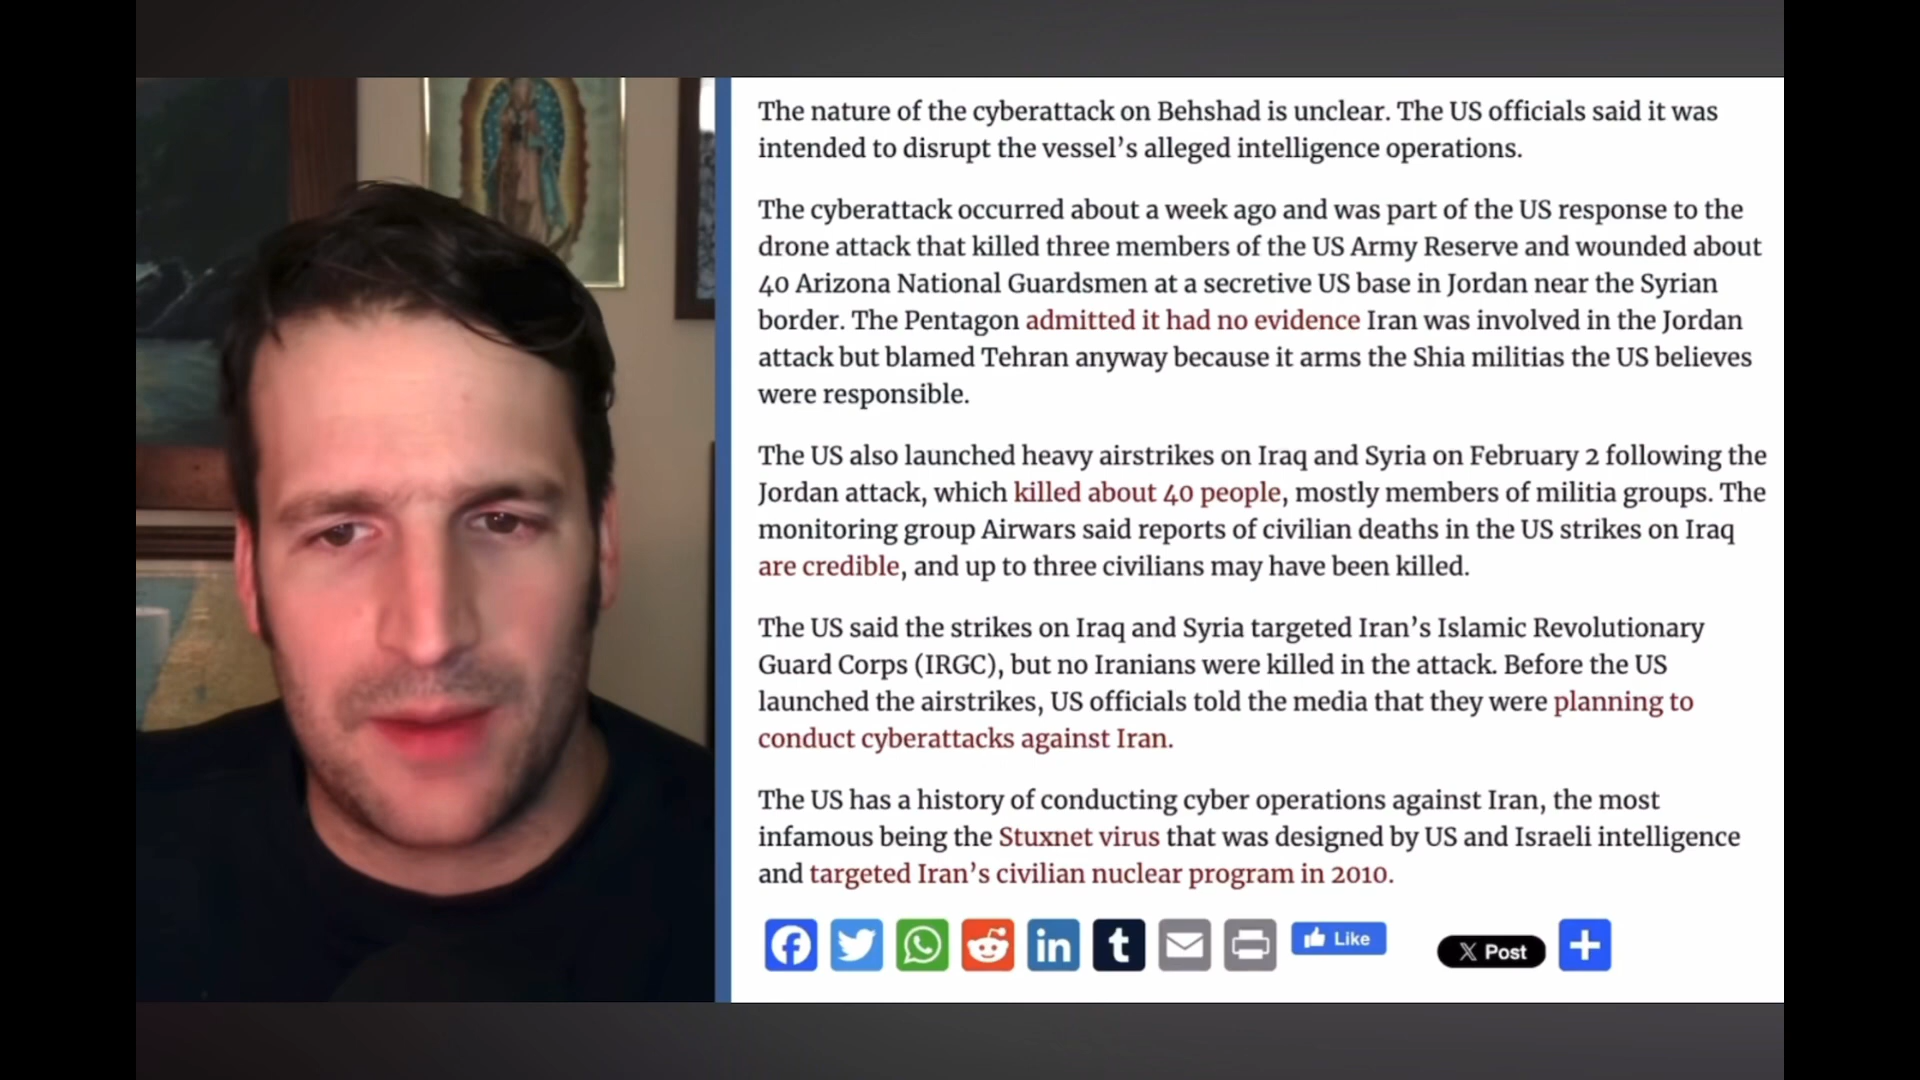 The nature of the cyberattack on Behshad is unclear. The US officials said it was
intended to disrupt the vessel’s alleged intelligence operations.
The cyberattack occurred about a week ago and was part of the US response to the
drone attack that killed three members of the US Army Reserve and wounded about
40 Arizona National Guardsmen at a secretive US base in Jordan near the Syrian
border. The Pentagon admitted it had no evidence Iran was involved in the Jordan
attack but blamed Tehran anyway because it arms the Shia militias the US believes
were responsible.
The US also launched heavy airstrikes on Iraq and Syria on February 2 following the
Jordan attack, which killed about 40 people, mostly members of militia groups. The
monitoring group Airwars said reports of civilian deaths in the US strikes on Iraq
are credible, and up to three civilians may have been killed.
The US said the strikes on Iraq and Syria targeted Iran’s Islamic Revolutionary
Guard Corps (IRGC), but no Iranians were killed in the attack. Before the US
launched the airstrikes, US officials told the media that they were planning to
conduct cyberattacks against Iran.
The US has a history of conducting cyber operations against Iran, the most
infamous being the Stuxnet virus that was designed by US and Israeli intelligence
and targeted Iran’s civilian nuclear program in 2010.
in t Like X Post